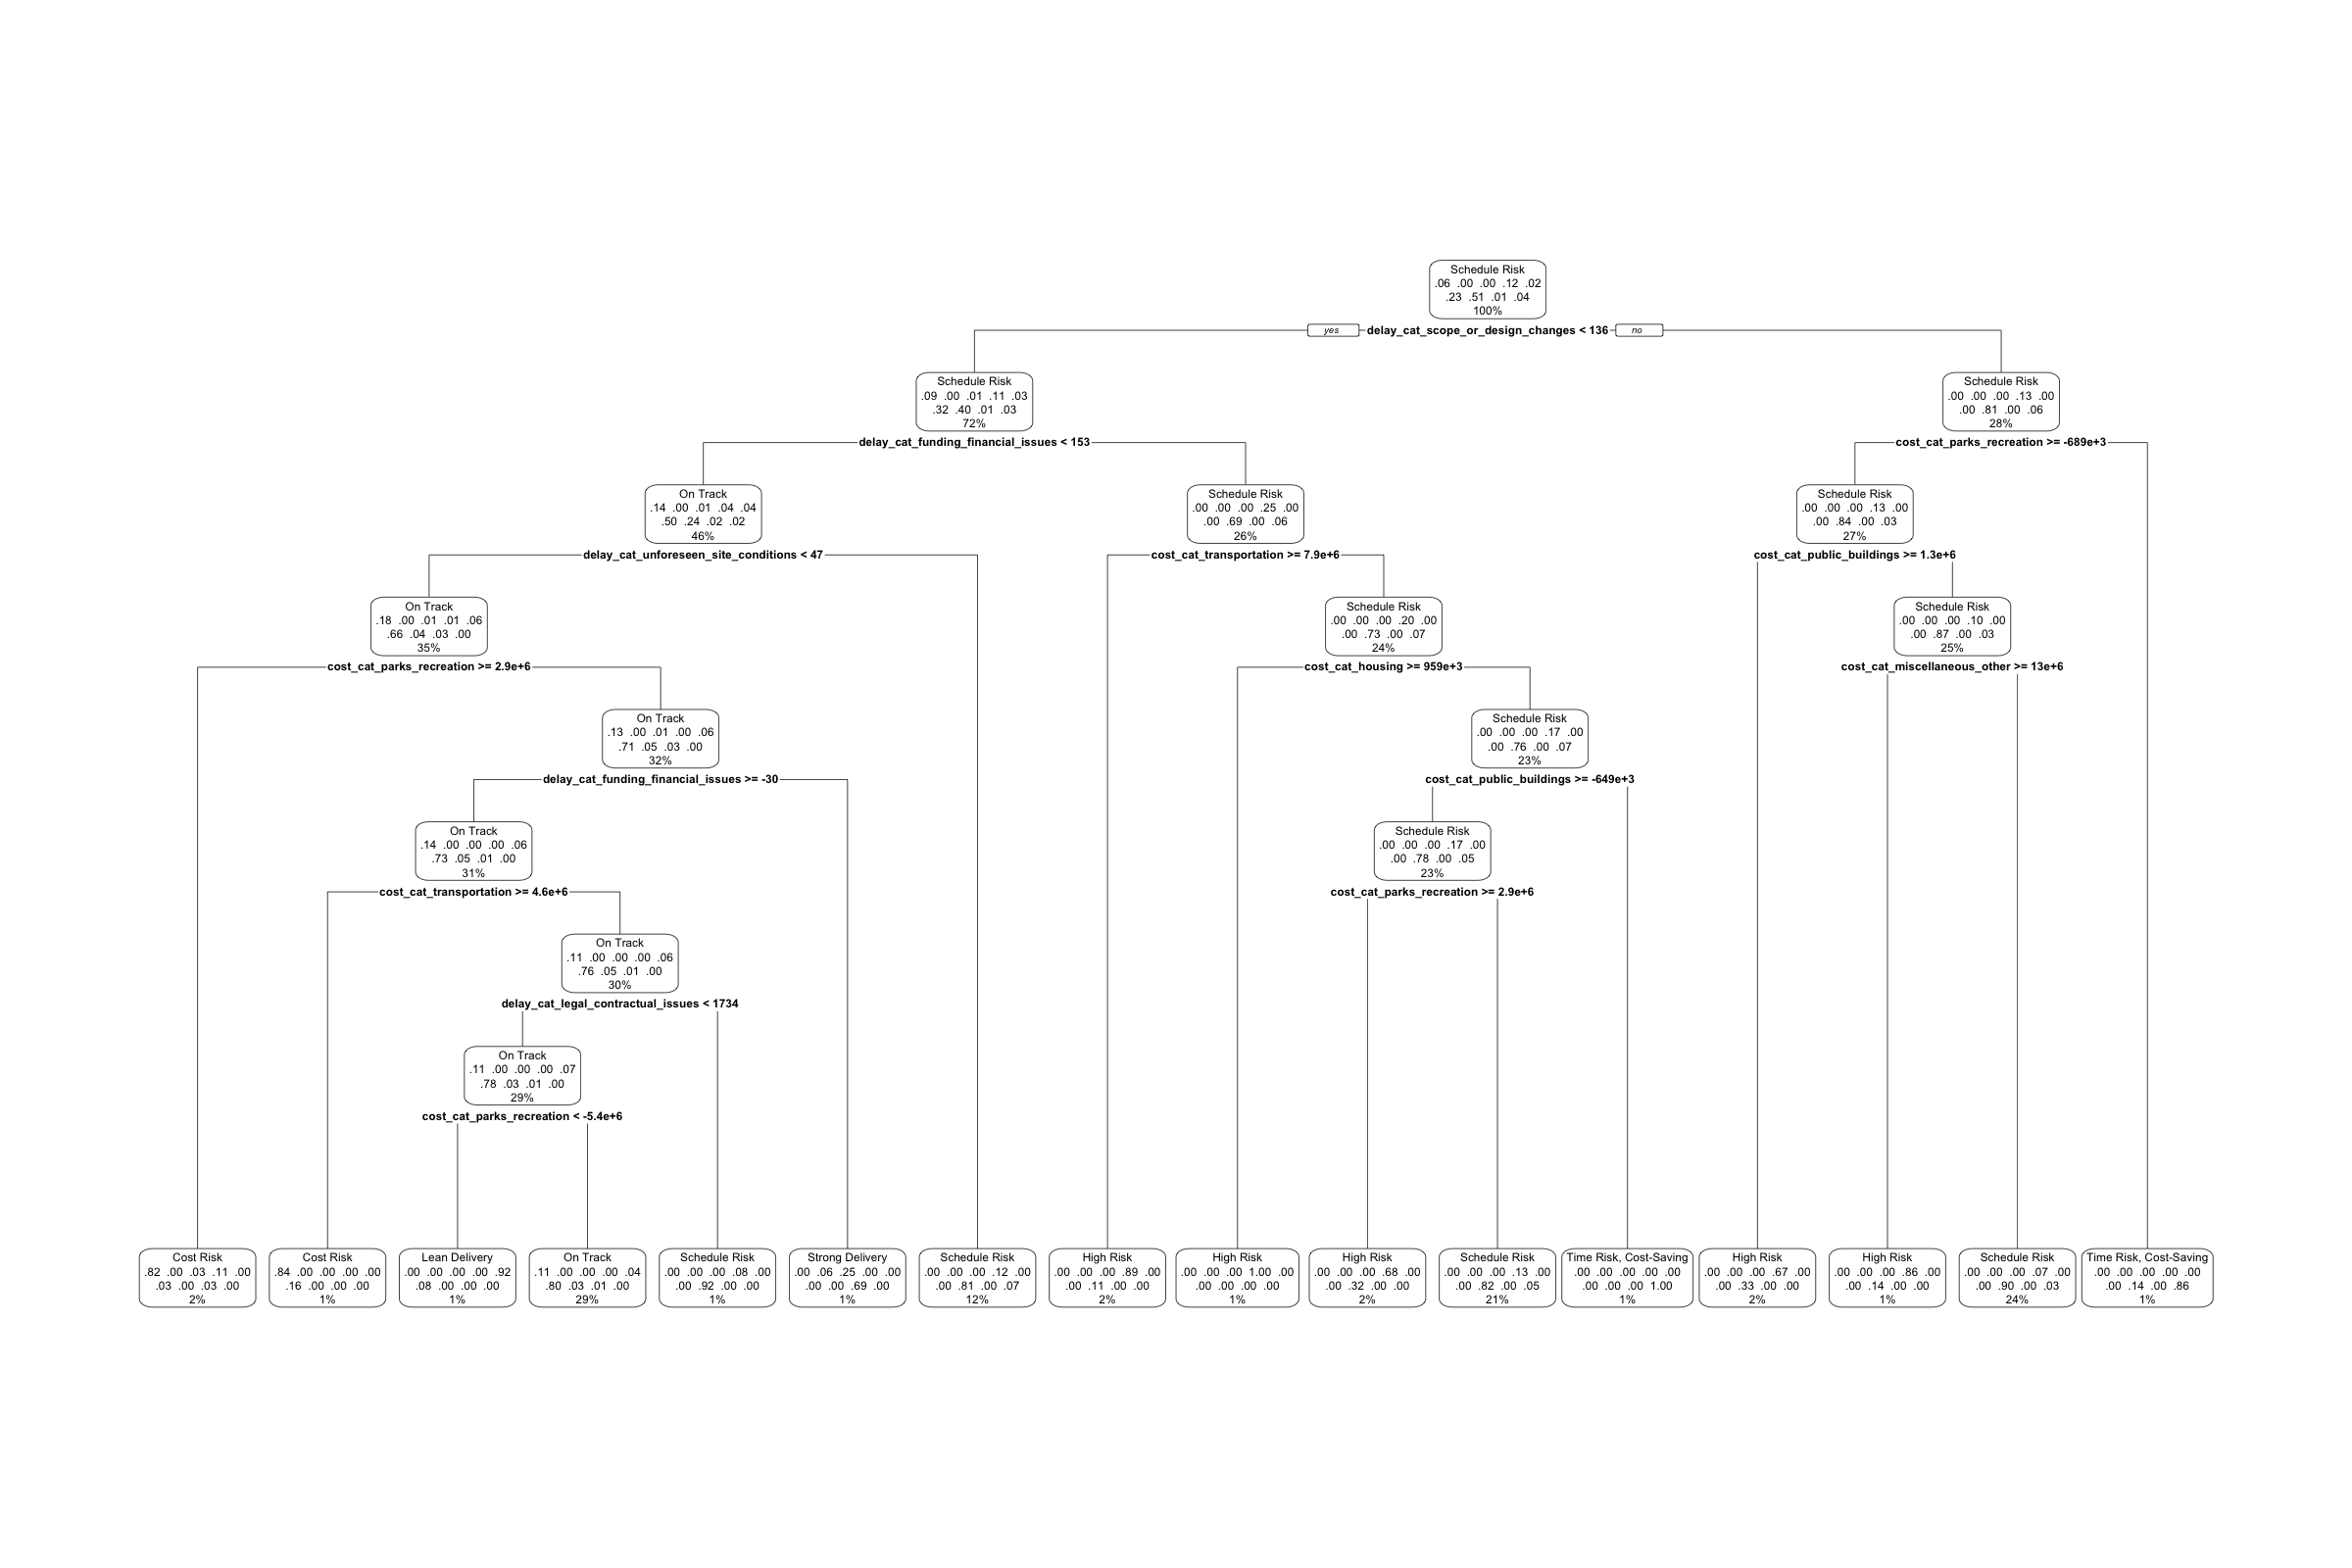 Schedule Risk
.06 .00 .00 .12 .02
.23 .51 .01 .04
100%
yes delay_cat_scope_or_design_changes < 136 no
Schedule Risk
.09 .00 .01 .11 .03
.32 .40 .01 .03
72%
Schedule Risk
.00 .00 .00 .13 .00
.00 .81 .00 .06
28%
delay_cat_funding_financial_issues < 153
cost_cat_parks_recreation >= -689e+3
On Track
.14 .00 .01 .04 .04
.50 .24 .02 .02
46%
Schedule Risk
.00 .00 .00 .25 .00
.00 .69 .00 .06
26%
Schedule Risk
.00 .00 .00 .13 .00
.00 .84 .00 .03
27%
delay_cat_unforeseen_site_conditions < 47
cost_cat_transportation >= 7.9e+6
cost_cat_public_buildings >= 1.3e+6
On Track
.18 .00 .01 .01 .06
.66 .04 .03 .00
35%
Schedule Risk
.00 .00 .00 .20 .00
.00 .73 .00 .07
24%
Schedule Risk
.00 .00 .00 .10 .00
.00 .87 .00 .03
25%
cost_cat_parks_recreation >= 2.9e+6
cost_cat_housing >= 959e+3
cost_cat_miscellaneous_other >= 13e+6
On Track
.13 .00 .01 .00 .06
.71 .05 .03 .00
32%
Schedule Risk
.00 .00 .00 .17 .00
.00 .76 .00 .07
23%
delay_cat_funding_financial_issues >= -30
cost_cat_public_buildings >= -649e+3
On Track
.14 .00 .00 .00 .06
.73 .05 .01 .00
31%
Schedule Risk
.00 .00 .00 .17 .00
.00 .78 .00 .05
23%
cost_cat_transportation >= 4.6e+6
cost_cat_parks_recreation >= 2.9e+6
On Track
.11 .00 .00 .00 .06
.76 .05 .01 .00
30%
delay_cat_legal_contractual_issues < 1734
On Track
.11 .00 .00 .00 .07
.78 .03 .01 .00
29%
cost_cat_parks_recreation < -5.4e+6
Cost Risk
.82 .00 .03 .11 .00
.03 .00 .03 .00
2%
Cost Risk
.84 .00 .00 .00 .00
.16 .00 .00 .00
1%
Lean Delivery
.00 .00 .00 .00 .92
.08 .00 .00 .00
1%
On Track
.11 .00 .00 .00 .04
.80 .03 .01 .00
29%
Schedule Risk
.00 .00 .00 .08 .00
.00 .92 .00 .00
1%
Strong Delivery
.00 .06 .25 .00 .00
.00 .00 .69 .00
1%
Schedule Risk
.00 .00 .00 .12 .00
.00 .81 .00 .07
12%
High Risk
.00 .00 .00 .89 .00
.00 .11 .00 .00
2%
High Risk
.00 .00 .00 1.00 .00
.00 .00 .00 .00
1%
High Risk
.00 .00 .00 .68 .00
.00 .32 .00 .00
2%
Schedule Risk
.00 .00 .00 .13 .00
.00 .82 .00 .05
21%
Time Risk, Cost-Saving
.00 .00 .00 .00 .00
.00 .00 .00 1.00
1%
High Risk
.00 .00 .00 .67 .00
.00 .33 .00 .00
2%
High Risk
.00 .00 .00 .86 .00
.00 .14 .00 .00
1%
Schedule Risk
.00 .00 .00 .07 .00
.00 .90 .00 .03
24%
Time Risk, Cost-Saving
.00 .00 .00 .00 .00
.00 .14 .00 .86
1%